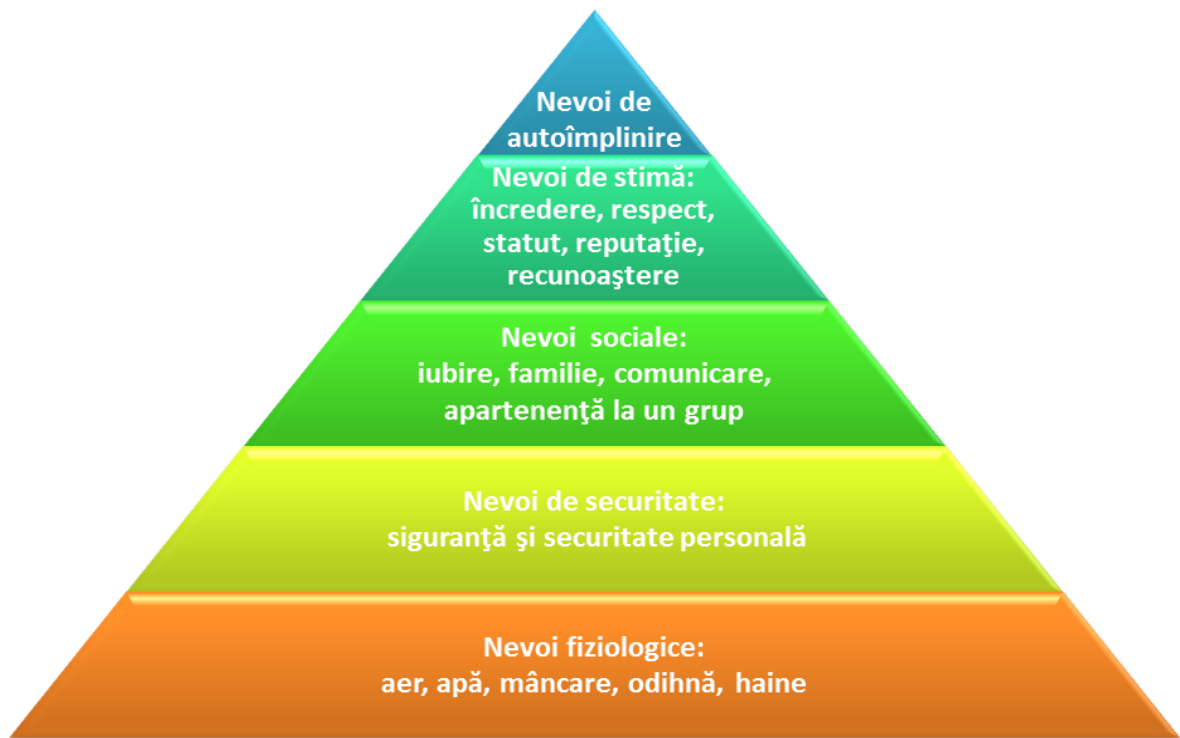 Nevoi de
autoîmplinire
Nevoi de stimă:
încredere, respect,
statut, reputaţie,
recunoaştere
Nevoi sociale:
iubire, familie, comunicare,
apartenenţă la un grup
Nevoi de securitate:
siguranţă şi securitate personală
Nevoi fiziologice:
aer, apă, mâncare, odihnă, haine